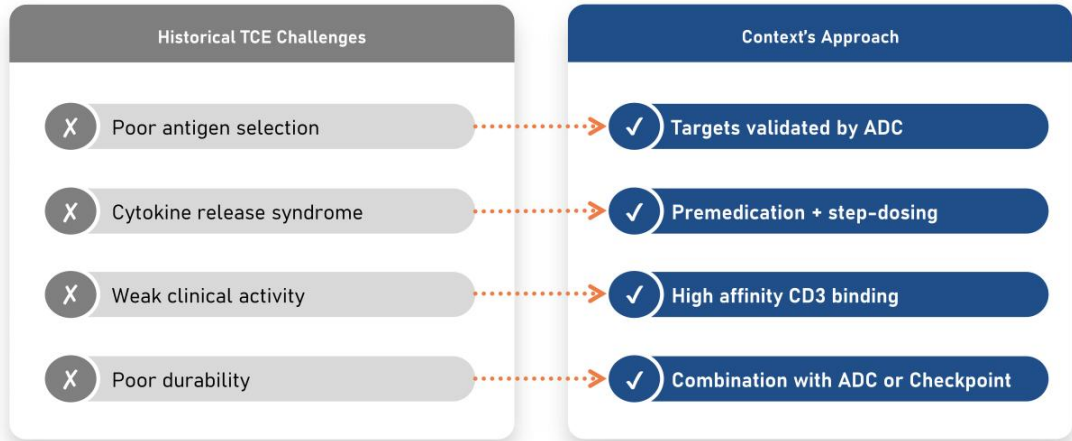 Historical TCE Challenges
Context's Approach
✗ Poor antigen selection
✓ Targets validated by ADC
✗ Cytokine release syndrome
✓ Premedication + step-dosing
✗ Weak clinical activity
✓ High affinity CD3 binding
✗ Poor durability
✓ Combination with ADC or Checkpoint